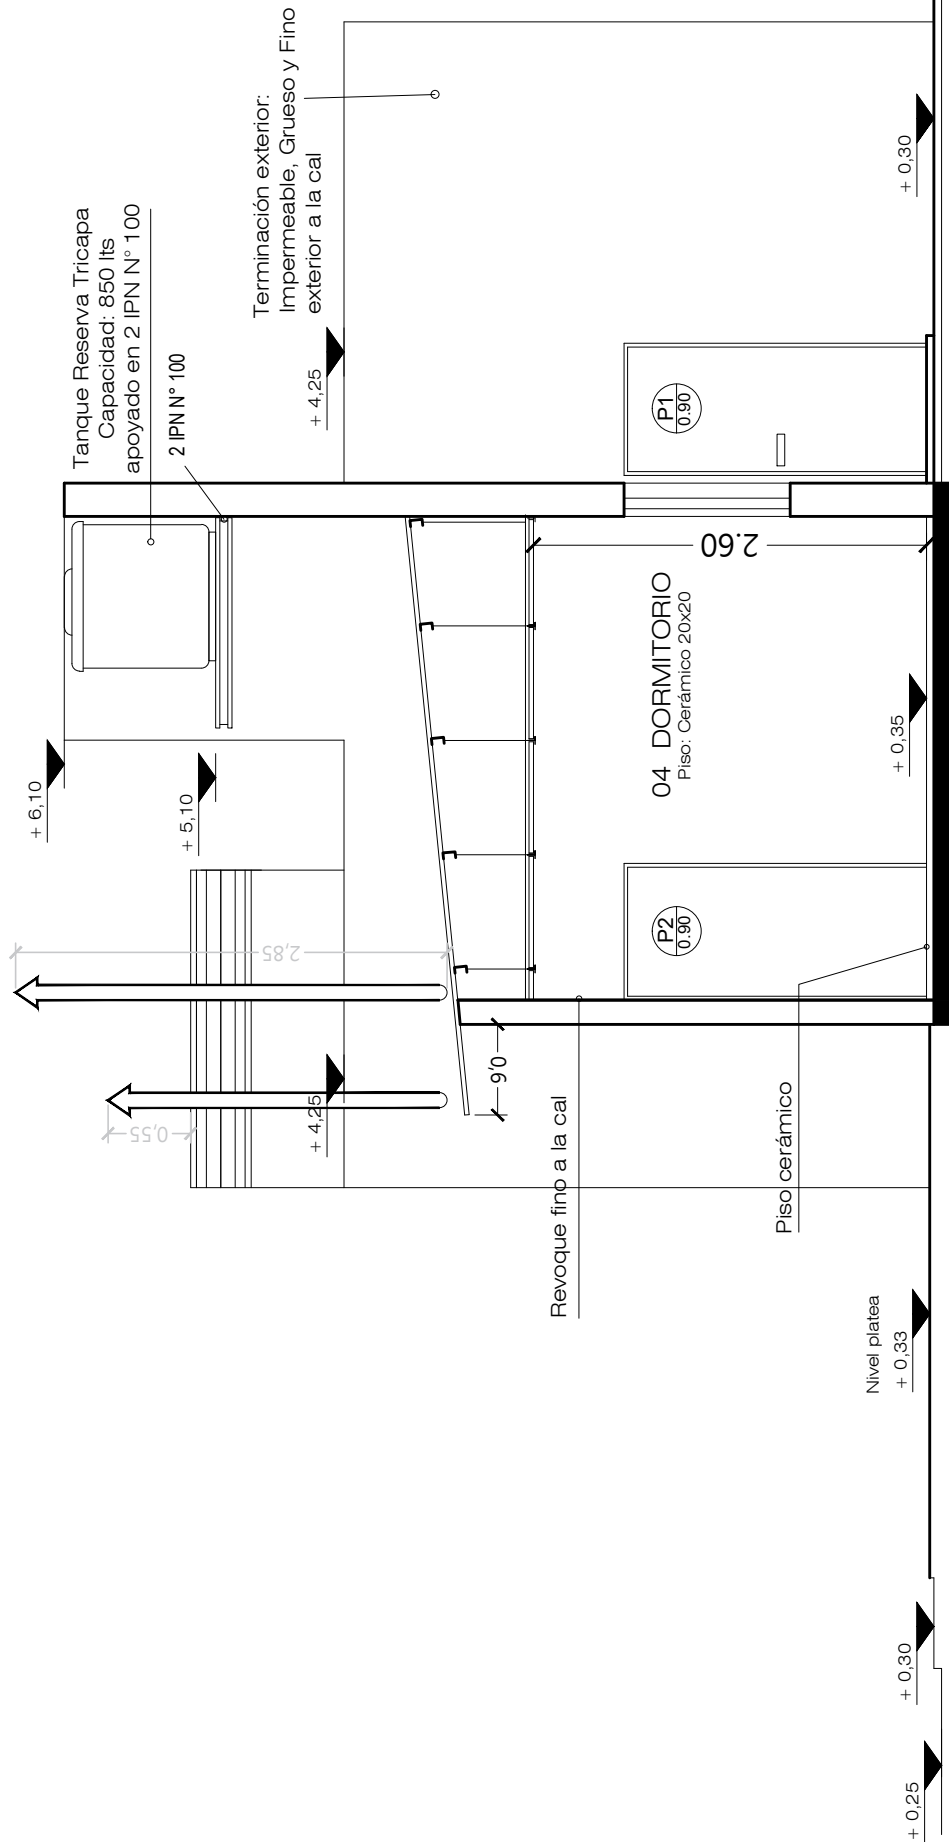 + 6,10
+ 5,10
Tanque Reserva Tricapa
Capacidad: 850 lts
apoyado en 2 IPN N° 100
2 IPN N° 100
Terminación exterior:
Impermeable, Grueso y Fino
exterior a la cal
+ 4,25
2,85
0,55
+ 4,25
0,6
Revoque fino a la cal
04 DORMITORIO
Piso: Cerámico 20x20
2.60
P2
0.90
P1
0.90
Piso cerámico
Nivel platea
+ 0,33
+ 0,25
+ 0,30
+ 0,35
+ 0,30